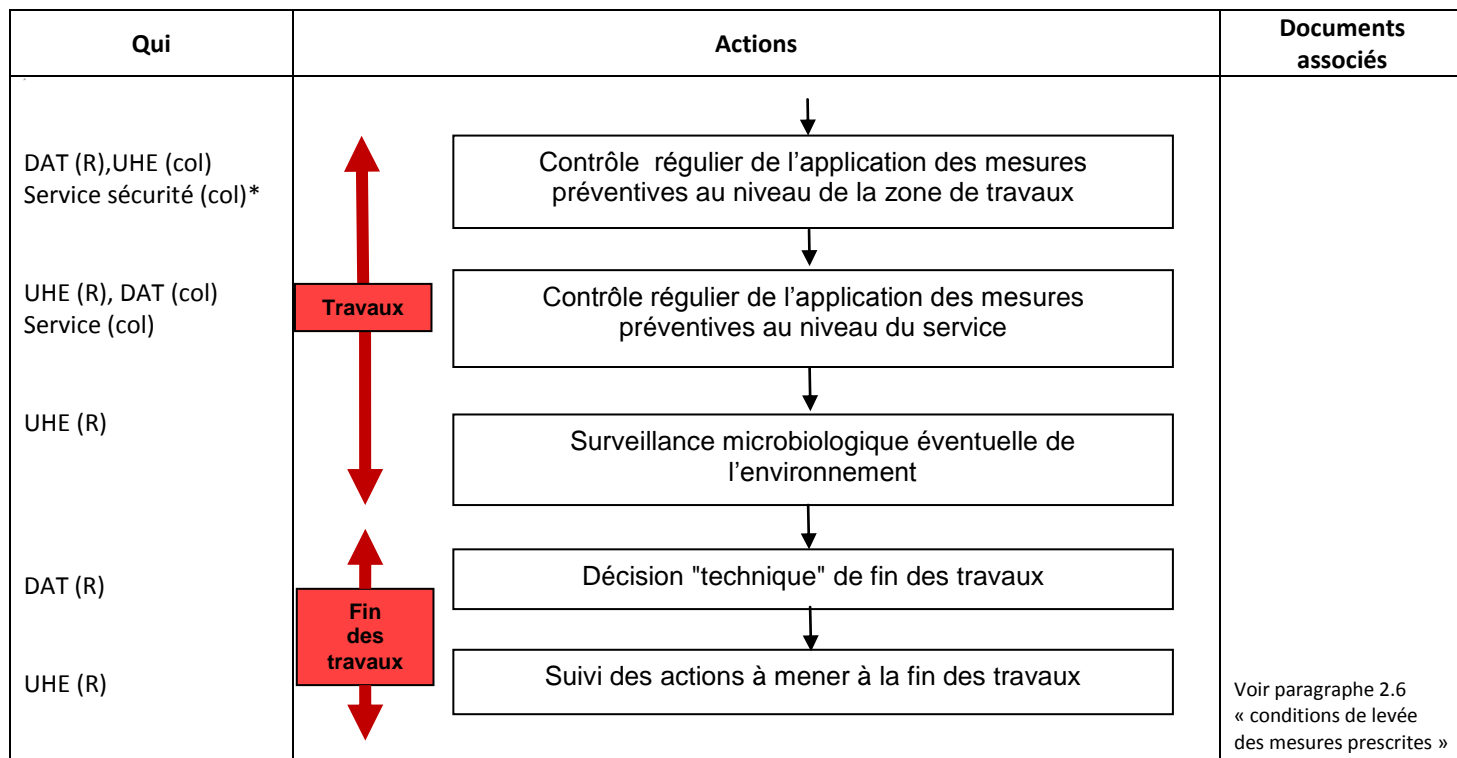 Qui
Actions
Documents
associés
DAT (R),UHE (col)
Service sécurité (col)*
Contrôle régulier de l'application des mesures
préventives au niveau de la zone de travaux
UHE (R), DAT (col)
Service (col)
Travaux
Contrôle régulier de l'application des mesures
préventives au niveau du service
UHE (R)
Surveillance microbiologique éventuelle de
l'environnement
DAT (R)
Fin
des
travaux
Décision "technique" de fin des travaux
UHE (R)
Suivi des actions à mener à la fin des travaux
Voir paragraphe 2.6
« conditions de levée
des mesures prescrites »